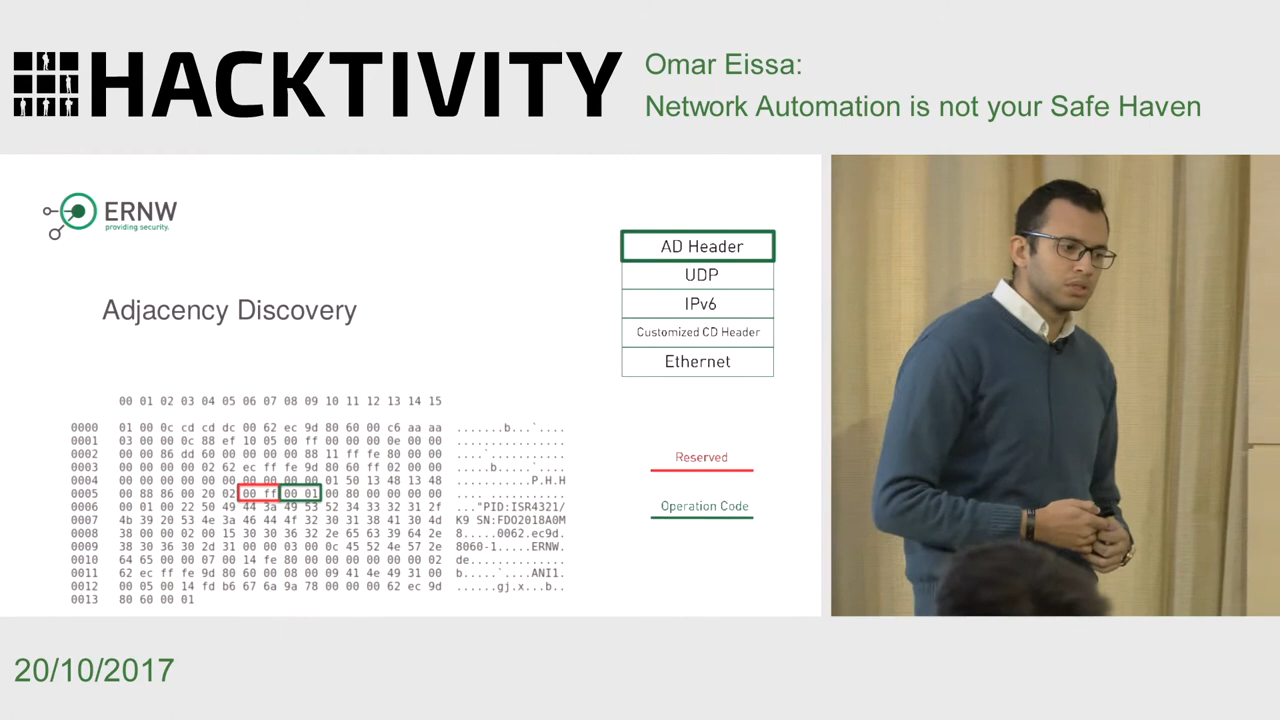 HACKTIVITY
Omar Eissa:
Network Automation is not your Safe Haven
ERNW
providing security.
Adjacency Discovery
AD Header
UDP
IPv6
Customized CD Header
Ethernet
Reserved
Operation Code
00 01 02 03 04 05 06 07 08 09 10 11 12 13 14 15
0000 01 00 0c cd cd dc 00 62 ec 9d 80 60 00 c6 aa aa .......b...`....
0001 03 00 00 0c 88 ef 10 05 00 ff 00 00 00 0e 00 00 ................
0002 00 00 86 dd 60 00 00 00 00 88 11 ff fe 80 00 00 ....`...........
0003 00 00 00 00 02 62 ec ff fe 9d 80 60 ff 02 00 00 .....b.....`....
0004 00 00 00 00 00 00 00 00 00 01 50 13 48 13 48 ...........P.H.H
0005 00 88 86 00 20 02 00 ff 00 01 00 80 00 00 00 00 .... ...........
0006 00 01 00 22 50 49 44 3a 49 53 52 34 33 32 31 2f ..."PID:ISR4321/
0007 4b 39 20 53 4e 3a 46 44 4f 32 30 31 38 41 30 4d K9 SN:FDO2018A0M
0008 38 00 00 02 00 15 30 30 36 32 2e 65 63 39 64 2e 8.....0062.ec9d.
0009 38 30 36 30 2d 31 00 00 03 00 0c 45 52 4e 57 2e 8060-1.....ERNW.
0010 64 65 00 00 07 00 14 fe 80 00 00 00 00 00 00 02 de..............
0011 62 ec ff fe 9d 80 60 00 00 08 00 09 41 4e 49 31 00 b.....`....ANI1.
0012 00 05 00 14 fd b6 67 6a 9a 78 00 00 00 62 ec 9d ......gj.x...b..
0013 80 60 00 01
20/10/2017